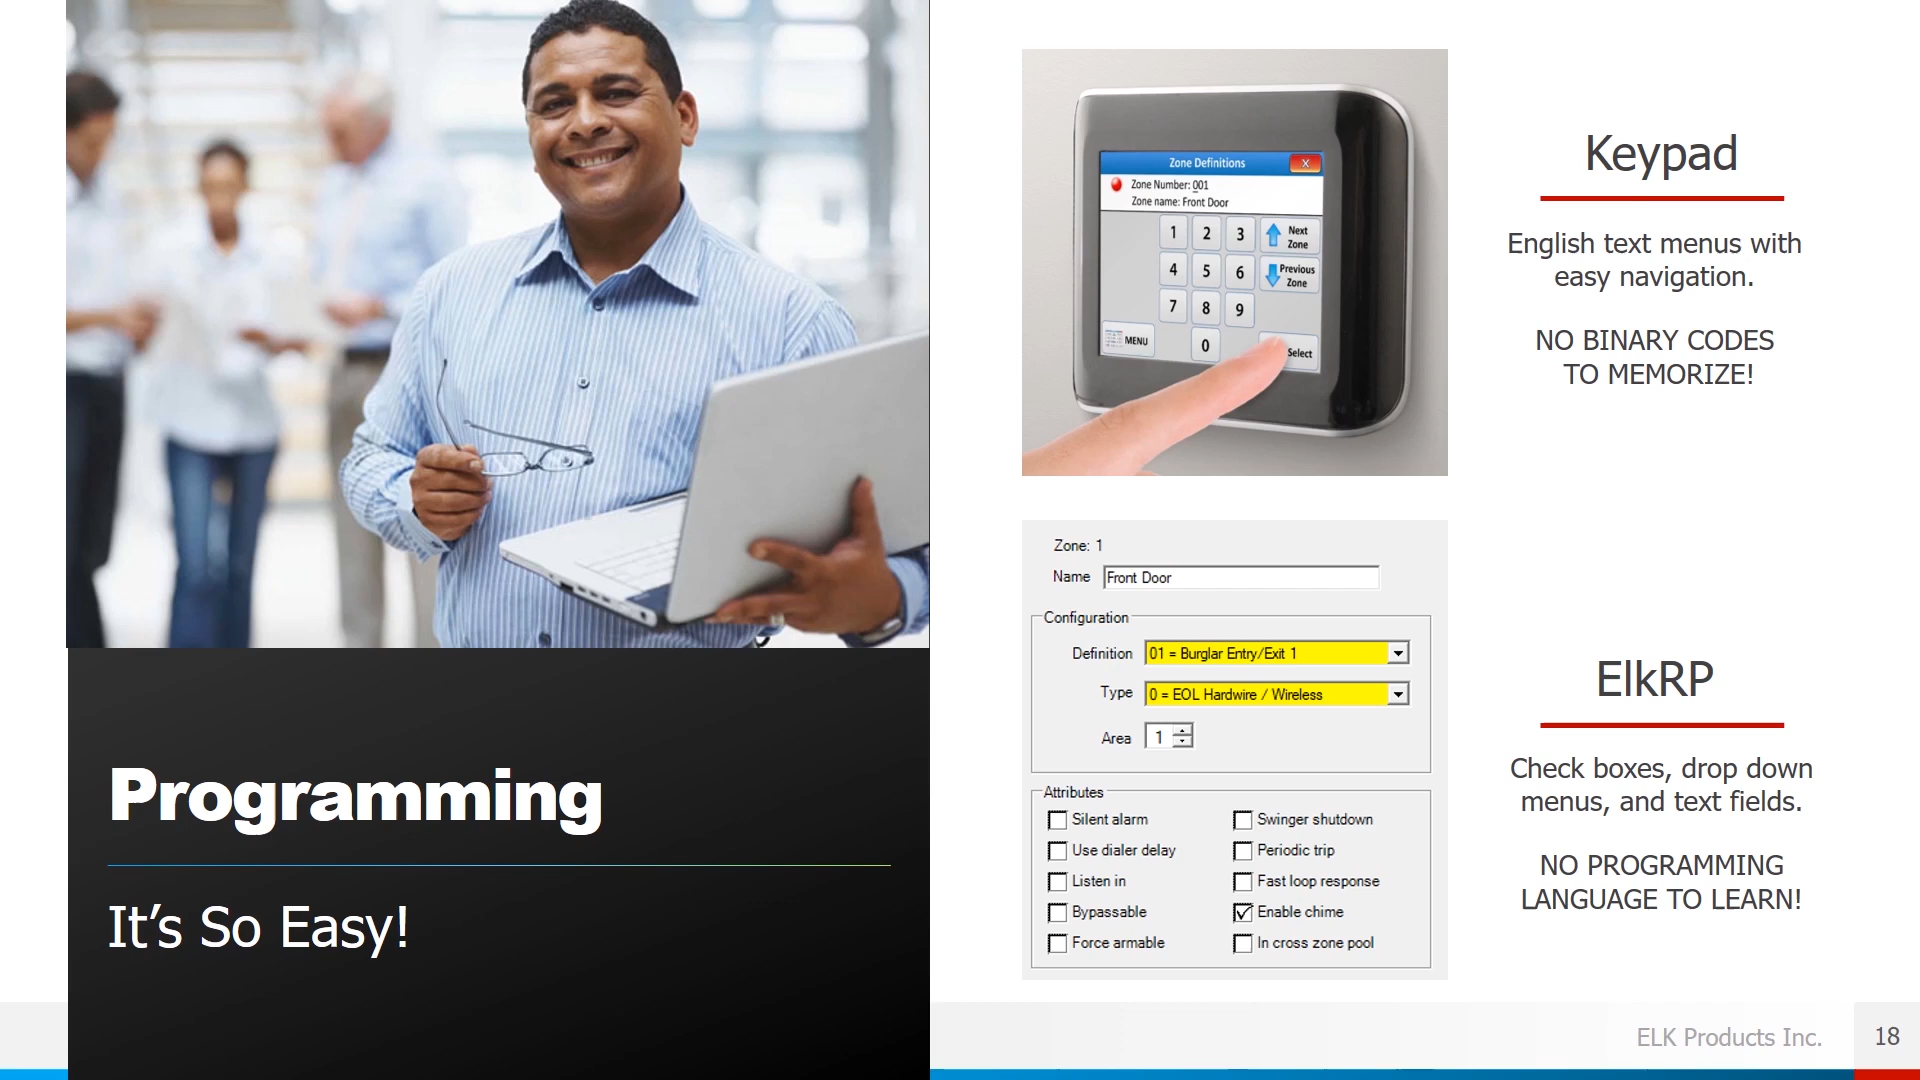 Programming
It's So Easy!
Zone Definitions
X
Zone Number: 001
Zone name: Front Door
1 2 3 Next Zone
4 5 6 Previous Zone
7 8 9
MENU 0 Select
Keypad
English text menus with
easy navigation.
NO BINARY CODES
TO MEMORIZE!
Zone: 1
Name Front Door
Configuration
Definition 01 = Burglar Entry/Exit 1
Type 0 = EOL Hardwire / Wireless
Area 1
Attributes
Silent alarm Swinger shutdown
Use dialer delay Periodic trip
Listen in Fast loop response
Bypassable Enable chime
Force armable In cross zone pool
ElkRP
Check boxes, drop down
menus, and text fields.
NO PROGRAMMING
LANGUAGE TO LEARN!
ELK Products Inc. 18